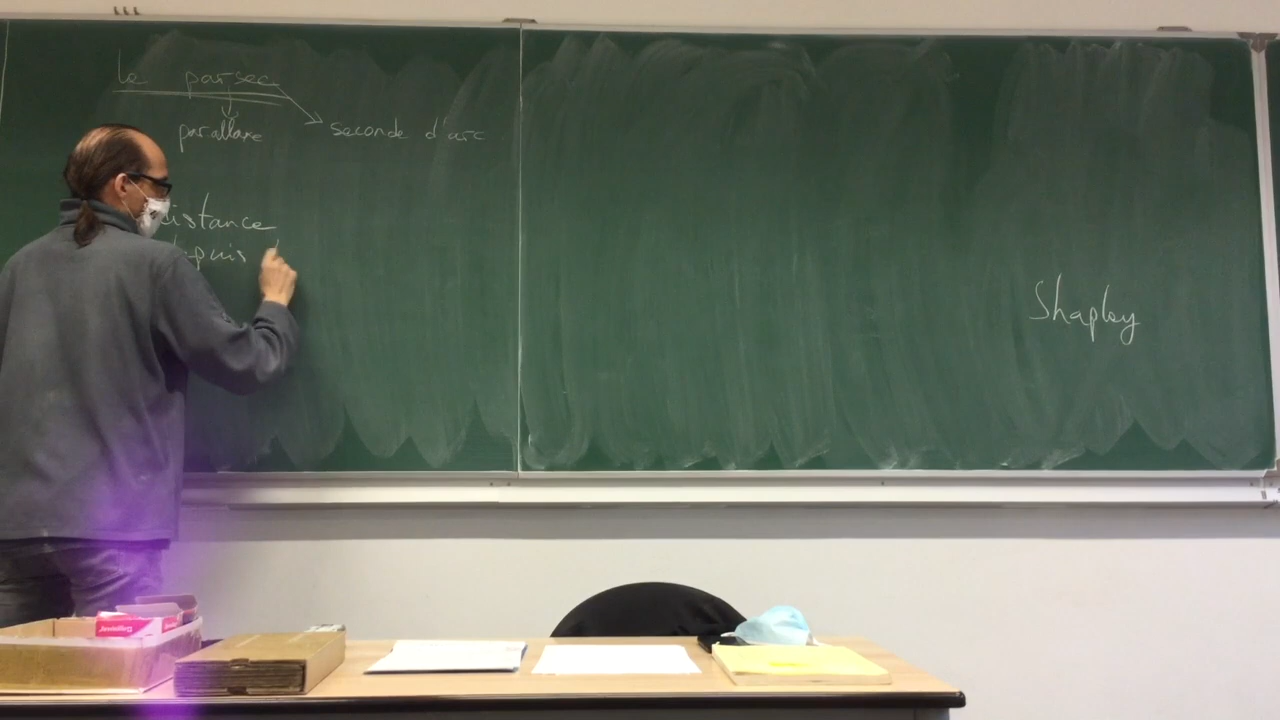 le parsec
parallaxe seconde d'arc
distance
depuis
Shapley